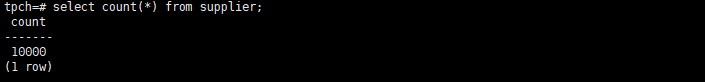 tpch=# select count(*) from supplier;
count
-------
10000
(1 row)